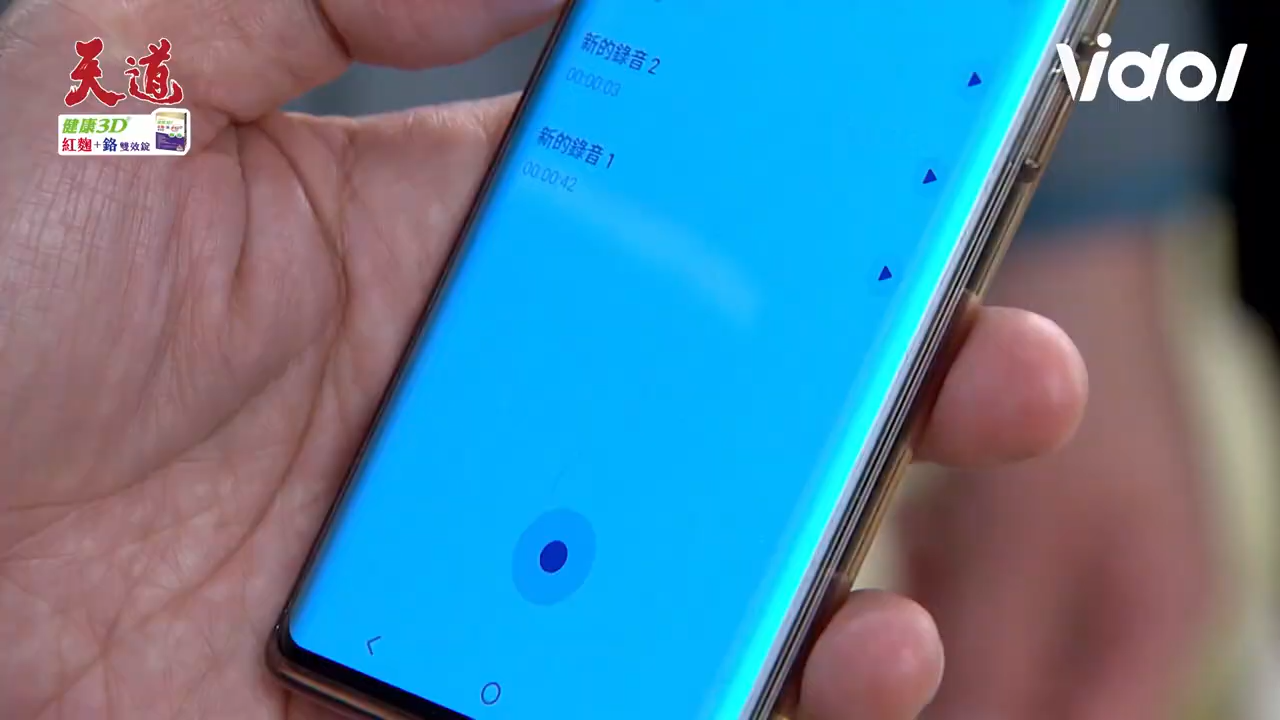 天道
健康3D®
紅麴+鉻 雙效錠
Vidol
新的錄音 2
00:00:03
新的錄音 1
00:00:42